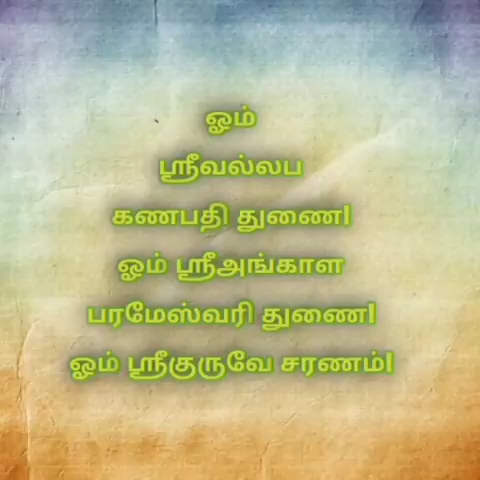 ஓம்
ஸ்ரீவல்லப
கணபதி துணை!
ஓம் ஸ்ரீஅங்காள
பரமேஸ்வரி துணை!
ஓம் ஸ்ரீகுருவே சரணம்!